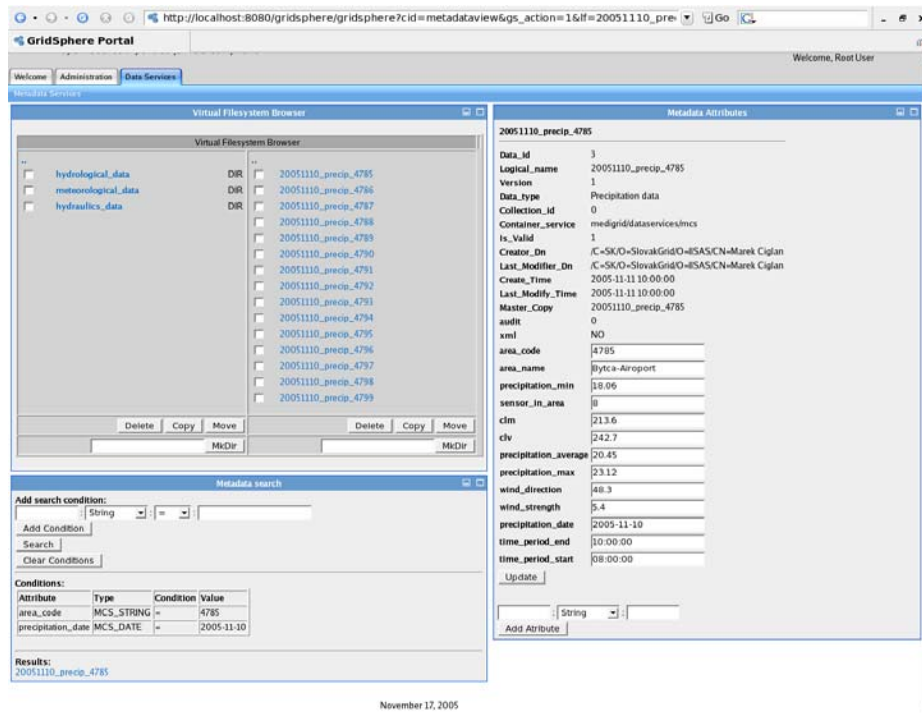 http://localhost:8080/gridsphere/gridsphere?cid=metadataview&gs_action=1&lf=20051110_pre
Go
GridSphere Portal
Welcome, Root User
Welcome Administration Data Services
Metadata Services
Virtual Filesystem Browser
Virtual Filesystem Browser
.. ..
hydrological_data DIR 20051110_precip_4785
meteorological_data DIR 20051110_precip_4786
hydraulics_data DIR 20051110_precip_4787
20051110_precip_4788
20051110_precip_4789
20051110_precip_4790
20051110_precip_4791
20051110_precip_4792
20051110_precip_4793
20051110_precip_4794
20051110_precip_4795
20051110_precip_4796
20051110_precip_4797
20051110_precip_4798
20051110_precip_4799
Delete Copy Move Delete Copy Move
MkDir MkDir
Metadata search
Add search condition:
: String : = :
Add Condition
Search
Clear Conditions
Conditions:
Attribute Type Condition Value
area_code MCS_STRING = 4785
precipitation_date MCS_DATE = 2005-11-10
Results:
20051110_precip_4785
Metadata Attributes
20051110_precip_4785
Data_id 3
Logical_name 20051110_precip_4785
Version 1
Data_type Precipitation data
Collection_id 0
Container_service medigrid/dataservices/mcs
Is_Valid 1
Creator_Dn /C=SK/O=SlovakGrid/O=IISAS/CN=Marek Ciglan
Last_Modifier_Dn /C=SK/O=SlovakGrid/O=IISAS/CN=Marek Ciglan
Create_Time 2005-11-11 10:00:00
Last_Modify_Time 2005-11-11 10:00:00
Master_Copy 20051110_precip_4785
audit 0
xml NO
area_code 4785
area_name Bytca-Airoport
precipitation_min 18.06
sensor_in_area 8
clm 213.6
clv 242.7
precipitation_average 20.45
precipitation_max 23.12
wind_direction 48.3
wind_strength 5.4
precipitation_date 2005-11-10
time_period_end 10:00:00
time_period_start 08:00:00
Update
: String :
Add Atribute
November 17, 2005